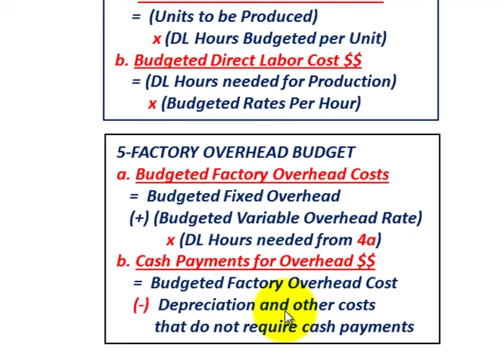 = (Units to be Produced)
x (DL Hours Budgeted per Unit)
b. Budgeted Direct Labor Cost $$
= (DL Hours needed for Production)
x (Budgeted Rates Per Hour)
5-FACTORY OVERHEAD BUDGET
a. Budgeted Factory Overhead Costs
= Budgeted Fixed Overhead
(+) (Budgeted Variable Overhead Rate)
x (DL Hours needed from 4a)
b. Cash Payments for Overhead $$
= Budgeted Factory Overhead Cost
(-) Depreciation and other costs
that do not require cash payments